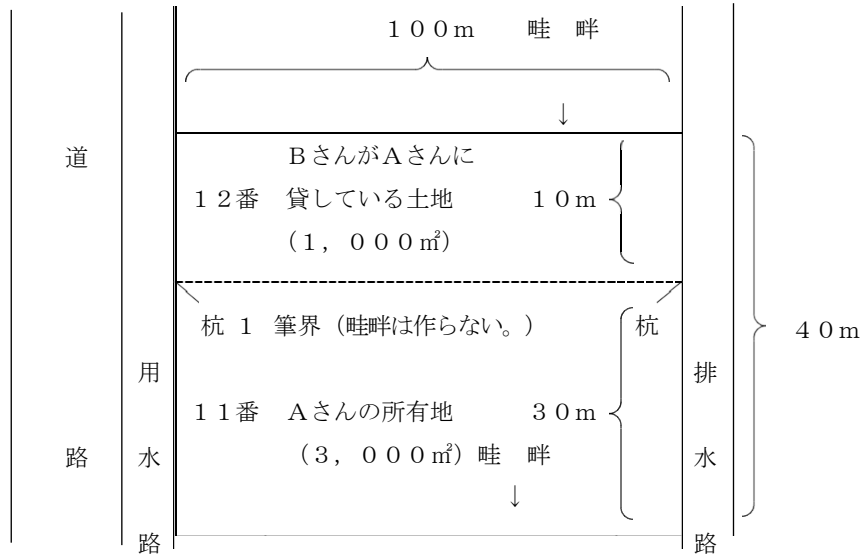 １００ｍ　畦　畔
↓
道
路
ＢさんがＡさんに
１２番　貸している土地　１０ｍ
（１，０００㎡）
杭 1 筆界（畦畔は作らない。）杭
４０ｍ
用
水
路
１１番　Ａさんの所有地　３０ｍ
（３，０００㎡）畦　畔
↓
排
水
路